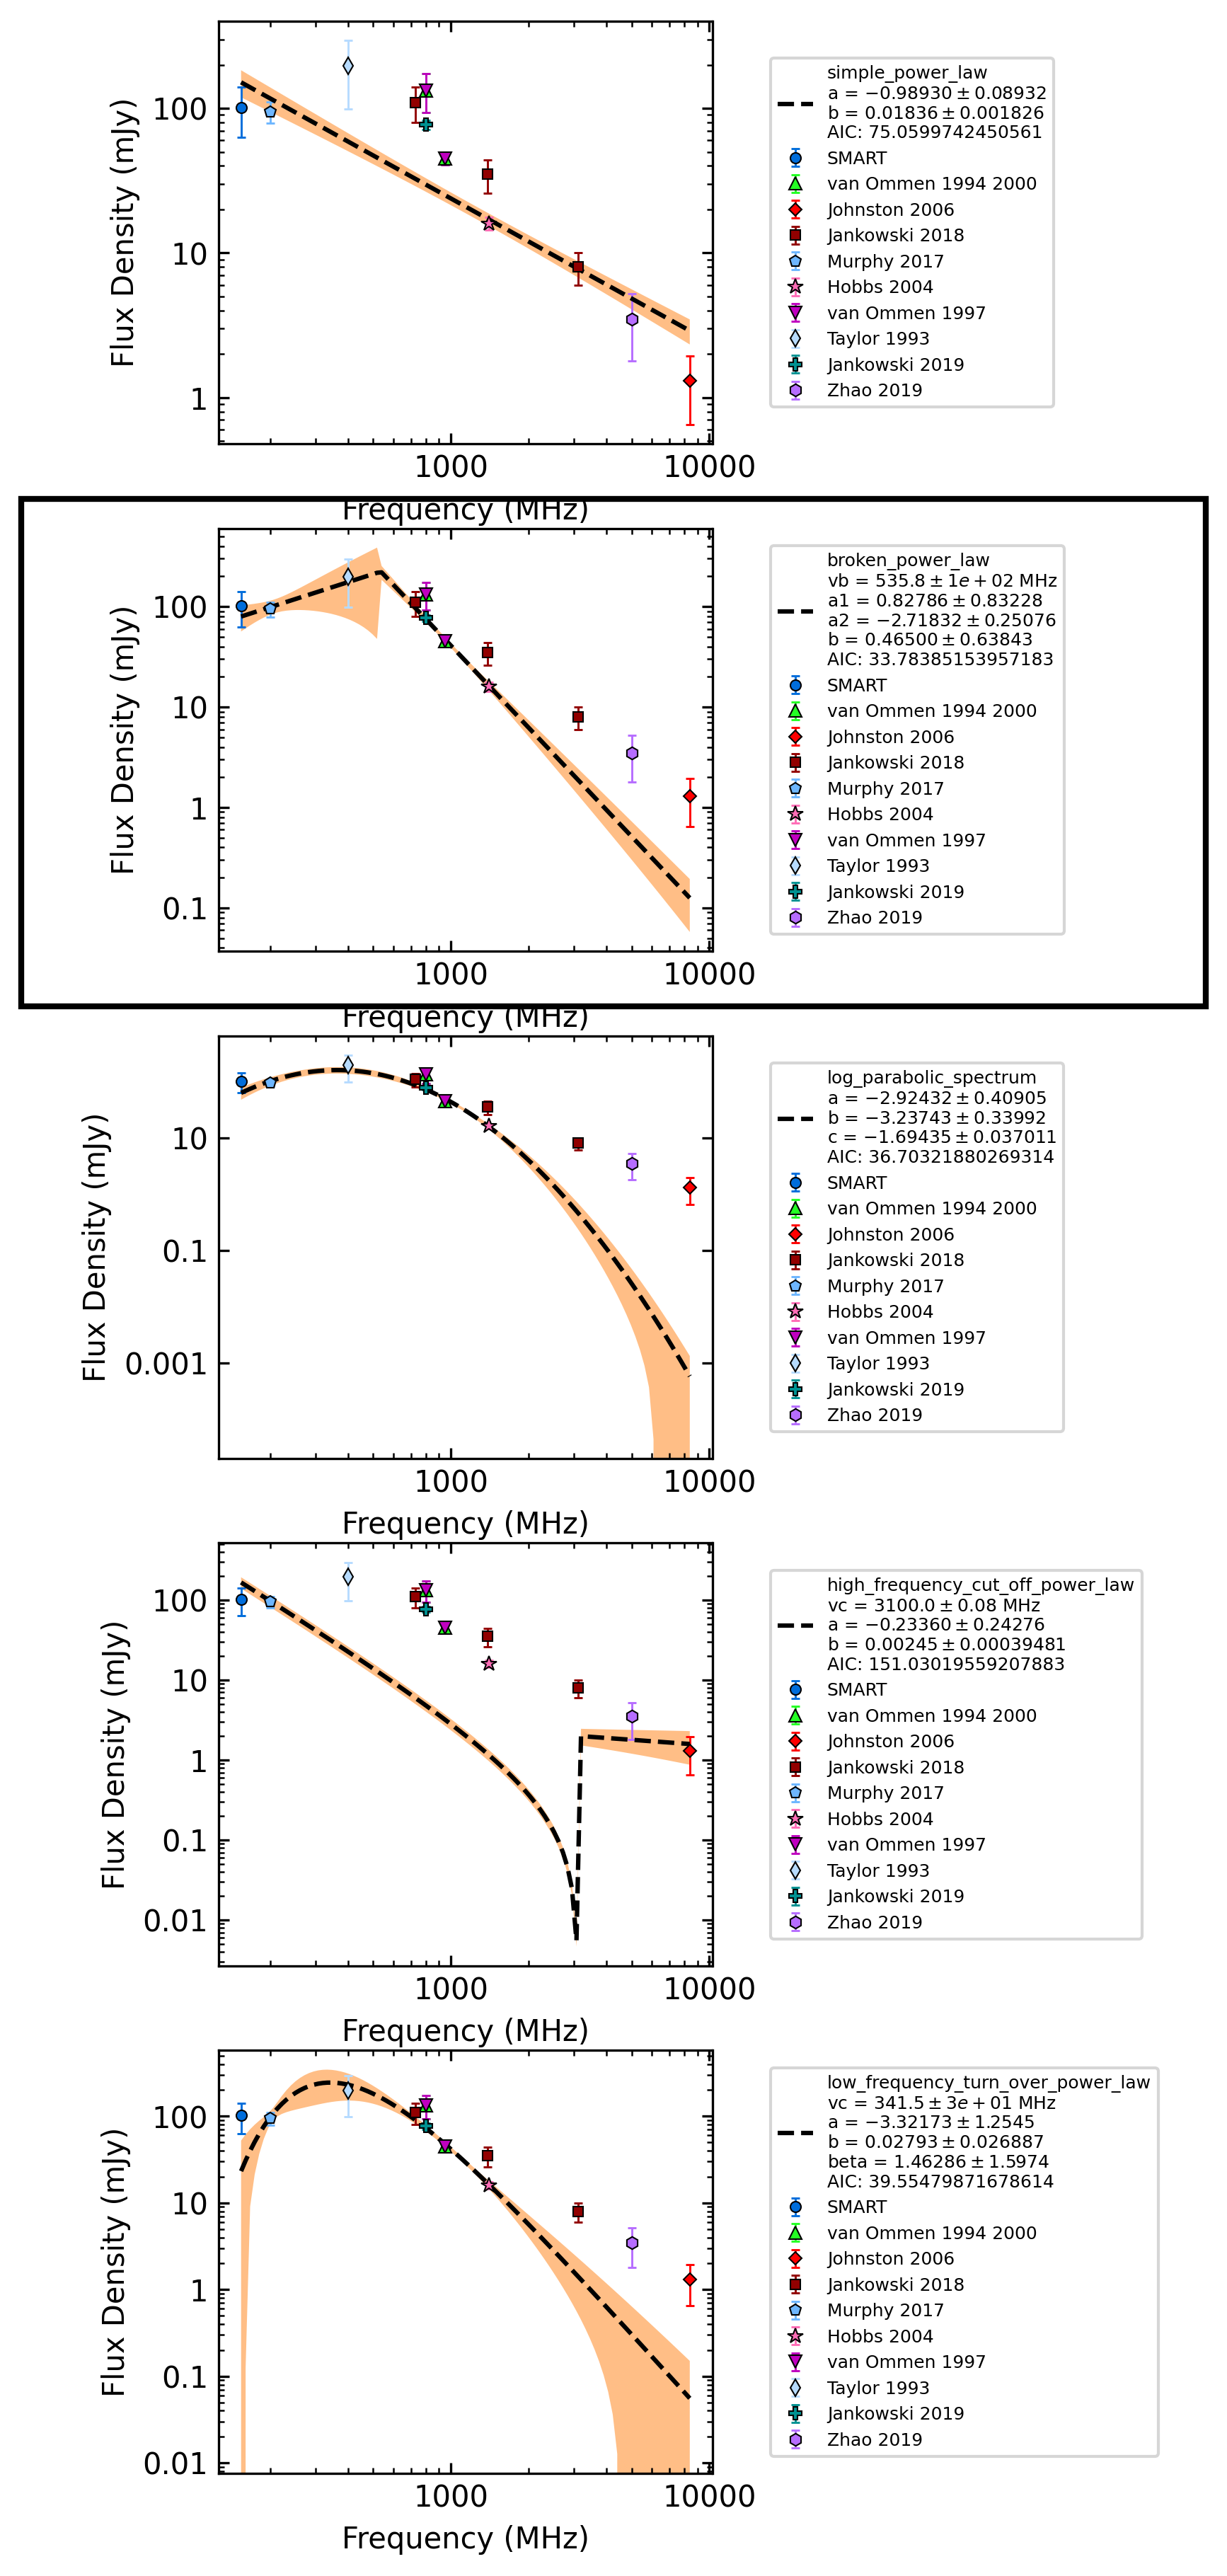 100
10
1
Flux Density (mJy)
1000
10000
Frequency (MHz)
simple_power_law
a = −0.98930 ± 0.08932
b = 0.01836 ± 0.001826
AIC: 75.0599742450561
SMART
van Ommen 1994 2000
Johnston 2006
Jankowski 2018
Murphy 2017
Hobbs 2004
van Ommen 1997
Taylor 1993
Jankowski 2019
Zhao 2019
100
10
1
0.1
Flux Density (mJy)
1000
10000
Frequency (MHz)
broken_power_law
vb = 535.8 ± 1e + 02 MHz
a1 = 0.82786 ± 0.83228
a2 = −2.71832 ± 0.25076
b = 0.46500 ± 0.63843
AIC: 33.78385153957183
SMART
van Ommen 1994 2000
Johnston 2006
Jankowski 2018
Murphy 2017
Hobbs 2004
van Ommen 1997
Taylor 1993
Jankowski 2019
Zhao 2019
10
0.1
0.001
Flux Density (mJy)
1000
10000
Frequency (MHz)
log_parabolic_spectrum
a = −2.92432 ± 0.40905
b = −3.23743 ± 0.33992
c = −1.69435 ± 0.037011
AIC: 36.70321880269314
SMART
van Ommen 1994 2000
Johnston 2006
Jankowski 2018
Murphy 2017
Hobbs 2004
van Ommen 1997
Taylor 1993
Jankowski 2019
Zhao 2019
100
10
1
0.1
0.01
Flux Density (mJy)
1000
10000
Frequency (MHz)
high_frequency_cut_off_power_law
vc = 3100.0 ± 0.08 MHz
a = −0.23360 ± 0.24276
b = 0.00245 ± 0.00039481
AIC: 151.03019559207883
SMART
van Ommen 1994 2000
Johnston 2006
Jankowski 2018
Murphy 2017
Hobbs 2004
van Ommen 1997
Taylor 1993
Jankowski 2019
Zhao 2019
100
10
1
0.1
0.01
Flux Density (mJy)
1000
10000
Frequency (MHz)
low_frequency_turn_over_power_law
vc = 341.5 ± 3e + 01 MHz
a = −3.32173 ± 1.2545
b = 0.02793 ± 0.026887
beta = 1.46286 ± 1.5974
AIC: 39.55479871678614
SMART
van Ommen 1994 2000
Johnston 2006
Jankowski 2018
Murphy 2017
Hobbs 2004
van Ommen 1997
Taylor 1993
Jankowski 2019
Zhao 2019